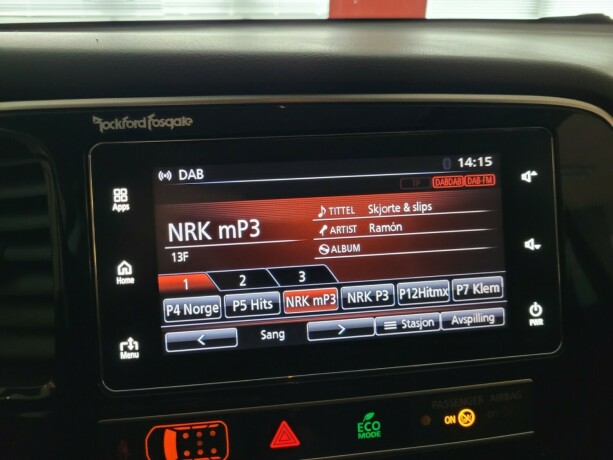 Rockford Fosgate
DAB
14:15
TP DABDAB DAB-FM
Apps
NRK mP3
13F
TITTEL Skjorte & slips
ARTIST Ramón
ALBUM
Home
1 2 3
P4 Norge P5 Hits NRK mP3 NRK P3 P12Hitmx P7 Klem
< Sang > Stasjon Avspilling
PWR
Menu
ECO
MODE
PASSENGER AIRBAG
ON